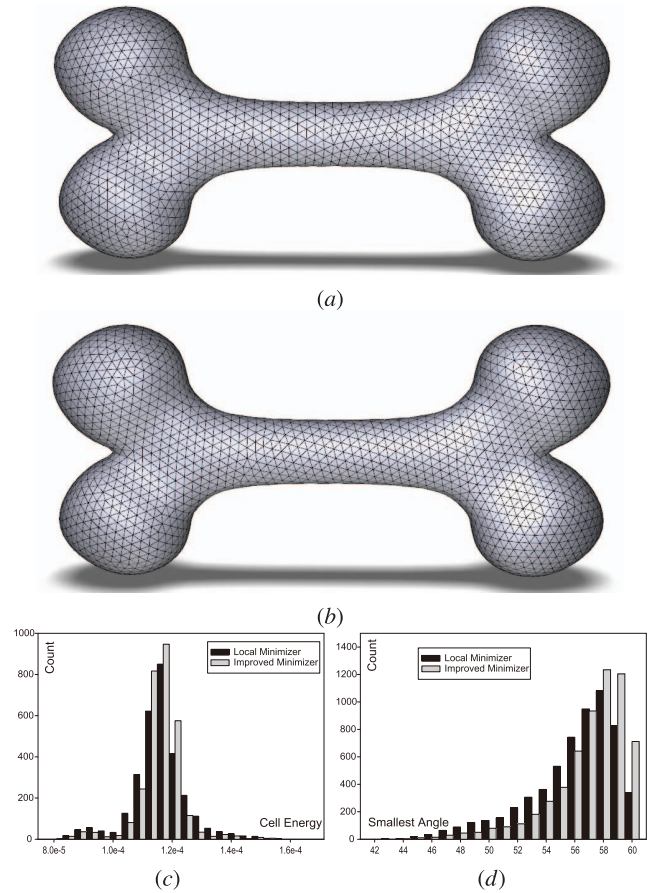 (a)
(b)
1000
800
600
400
200
0
Count
Local Minimizer
Improved Minimizer
Cell Energy
8.0e-5 1.0e-4 1.2e-4 1.4e-4 1.6e-4
(c)
1400
1200
1000
800
600
400
200
0
Count
Local Minimizer
Improved Minimizer
Smallest Angle
42 44 46 48 50 52 54 56 58 60
(d)